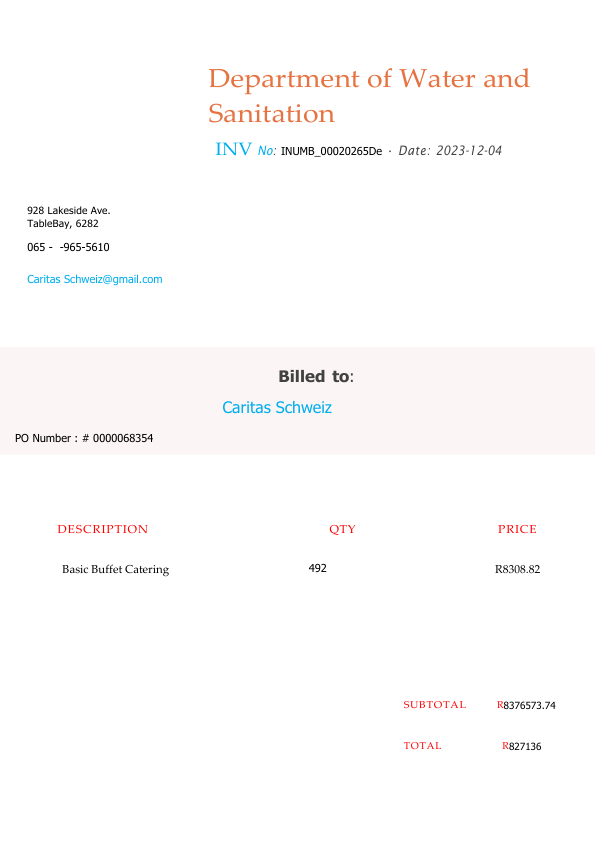 Department of Water and
Sanitation
INV No: INUMB_00020265De · Date: 2023-12-04
928 Lakeside Ave.
TableBay, 6282
065 -  -965-5610
Caritas Schweiz@gmail.com
Billed to:
Caritas Schweiz
PO Number : # 0000068354
DESCRIPTION QTY PRICE
Basic Buffet Catering 492 R8308.82
SUBTOTAL R8376573.74
TOTAL R827136